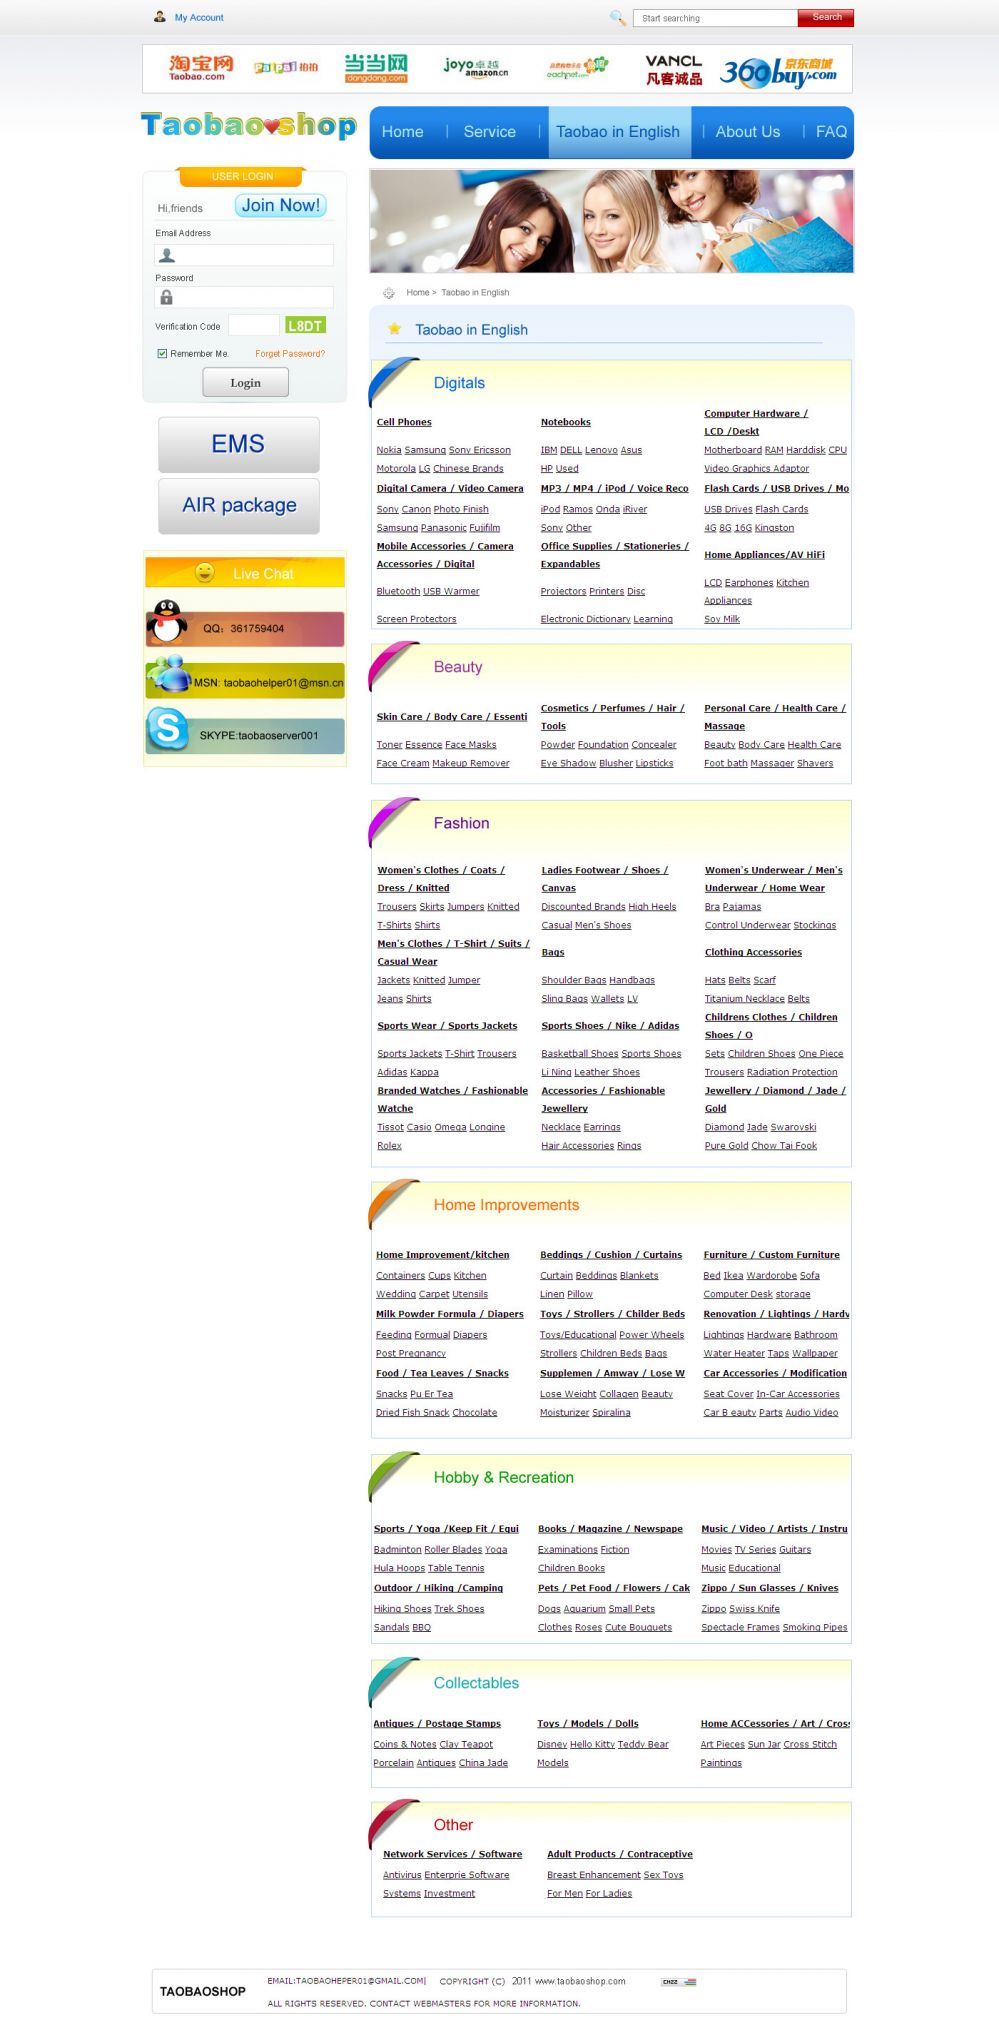 My Account
Start searching
Search
淘宝网
Taobao.com
PaiPai 拍拍
当当网
dangdang.com
joyo 卓越
amazon.cn
eachnet.com
VANCL
凡客诚品
京东商城
360buy.com
Taobao shop
Home | Service | Taobao in English | About Us | FAQ
USER LOGIN
Hi,friends
Join Now!
Email Address
Password
Verification Code
L8DT
Remember Me.
Forget Password?
Login
EMS
AIR package
Live Chat
QQ: 361759404
MSN: taobaohelper01@msn.cn
SKYPE:taobaoserver001
Home > Taobao in English
Taobao in English
Digitals
Cell Phones
Notebooks
Computer Hardware /
LCD /Deskt
Nokia Samsung Sony Ericsson
IBM DELL Lenovo Asus
Motherboard RAM Harddisk CPU
Motorola LG Chinese Brands
HP Used
Video Graphics Adaptor
Digital Camera / Video Camera
MP3 / MP4 / iPod / Voice Reco
Flash Cards / USB Drives / Mo
Sony Canon Photo Finish
iPod Ramos Onda iRiver
USB Drives Flash Cards
Samsung Panasonic Fujifilm
Sony Other
4G 8G 16G Kingston
Mobile Accessories / Camera
Accessories / Digital
Office Supplies / Stationeries /
Expandables
Home Appliances/AV HiFi
Bluetooth USB Warmer
Projectors Printers Disc
LCD Earphones Kitchen
Appliances
Screen Protectors
Electronic Dictionary Learning
Soy Milk
Beauty
Skin Care / Body Care / Essenti
Cosmetics / Perfumes / Hair /
Tools
Personal Care / Health Care /
Massage
Toner Essence Face Masks
Powder Foundation Concealer
Beauty Body Care Health Care
Face Cream Makeup Remover
Eye Shadow Blusher Lipsticks
Foot bath Massager Shavers
Fashion
Women's Clothes / Coats /
Dress / Knitted
Ladies Footwear / Shoes /
Canvas
Women's Underwear / Men's
Underwear / Home Wear
Trousers Skirts Jumpers Knitted
Discounted Brands High Heels
Bra Pajamas
T-Shirts Shirts
Casual Men's Shoes
Control Underwear Stockings
Men's Clothes / T-Shirt / Suits /
Casual Wear
Bags
Clothing Accessories
Jackets Knitted Jumper
Shoulder Bags Handbags
Hats Belts Scarf
Jeans Shirts
Sling Bags Wallets LV
Titanium Necklace Belts
Sports Wear / Sports Jackets
Sports Shoes / Nike / Adidas
Childrens Clothes / Children
Shoes / O
Sports Jackets T-Shirt Trousers
Basketball Shoes Sports Shoes
Sets Children Shoes One Piece
Adidas Kappa
Li Ning Leather Shoes
Trousers Radiation Protection
Branded Watches / Fashionable
Watche
Accessories / Fashionable
Jewellery
Jewellery / Diamond / Jade /
Gold
Tissot Casio Omega Longine
Necklace Earrings
Diamond Jade Swarovski
Rolex
Hair Accessories Rings
Pure Gold Chow Tai Fook
Home Improvements
Home Improvement/kitchen
Beddings / Cushion / Curtains
Furniture / Custom Furniture
Containers Cups Kitchen
Curtain Beddings Blankets
Bed Ikea Wardorobe Sofa
Wedding Carpet Utensils
Linen Pillow
Computer Desk storage
Milk Powder Formula / Diapers
Toys / Strollers / Childer Beds
Renovation / Lightings / Hardv
Feeding Formual Diapers
Toys/Educational Power Wheels
Lightings Hardware Bathroom
Post Pregnancy
Strollers Children Beds Bags
Water Heater Taps Wallpaper
Food / Tea Leaves / Snacks
Supplemen / Amway / Lose W
Car Accessories / Modification
Snacks Pu Er Tea
Lose Weight Collagen Beauty
Seat Cover In-Car Accessories
Dried Fish Snack Chocolate
Moisturizer Spiralina
Car B eauty Parts Audio Video
Hobby & Recreation
Sports / Yoga /Keep Fit / Equi
Books / Magazine / Newspape
Music / Video / Artists / Instru
Badminton Roller Blades Yoga
Examinations Fiction
Movies TV Series Guitars
Hula Hoops Table Tennis
Children Books
Music Educational
Outdoor / Hiking /Camping
Pets / Pet Food / Flowers / Cak
Zippo / Sun Glasses / Knives
Hiking Shoes Trek Shoes
Dogs Aquarium Small Pets
Zippo Swiss Knife
Sandals BBQ
Clothes Roses Cute Bouquets
Spectacle Frames Smoking Pipes
Collectables
Antiques / Postage Stamps
Toys / Models / Dolls
Home ACCessories / Art / Cross
Coins & Notes Clay Teapot
Disney Hello Kitty Teddy Bear
Art Pieces Sun Jar Cross Stitch
Porcelain Antiques China Jade
Models
Paintings
Other
Network Services / Software
Adult Products / Contraceptive
Antivirus Enterprie Software
Breast Enhancement Sex Toys
Systems Investment
For Men For Ladies
TAOBAOSHOP
EMAIL:TAOBAOHEPER01@GMAIL.COM| COPYRIGHT (C) 2011 www.taobaoshop.com
CNZZ
ALL RIGHTS RESERVED. CONTACT WEBMASTERS FOR MORE INFORMATION.